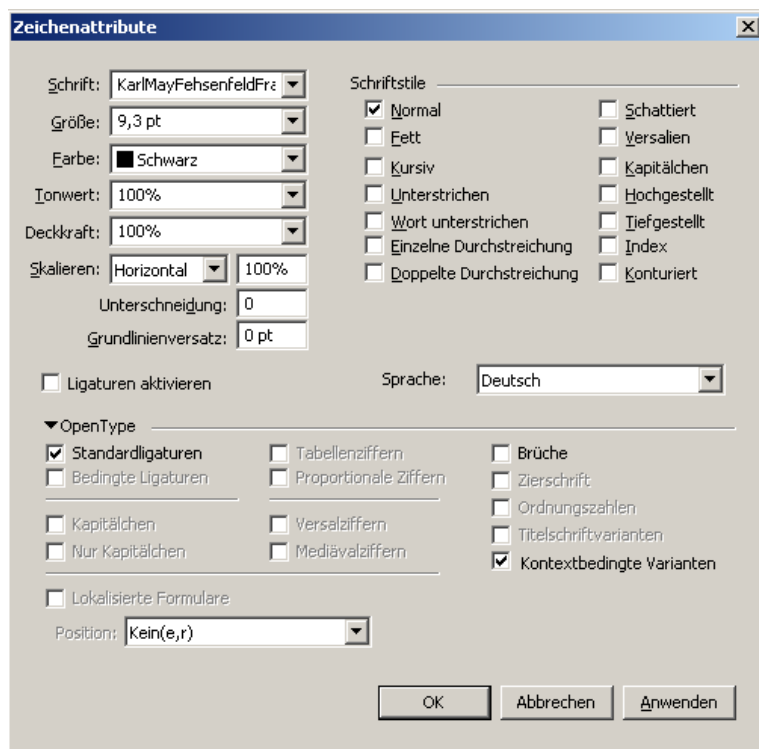 Zeichenattribute
Schrift: KarlMayFehsenfeldFra
Größe: 9,3 pt
Farbe: Schwarz
Tonwert: 100%
Deckkraft: 100%
Skalieren: Horizontal 100%
Unterschneidung: 0
Grundlinienversatz: 0 pt
Schriftstile
Normal Schattiert
Fett Versalien
Kursiv Kapitälchen
Unterstrichen Hochgestellt
Wort unterstrichen Tiefgestellt
Einzelne Durchstreichung Index
Doppelte Durchstreichung Konturiert
Ligaturen aktivieren Sprache: Deutsch
OpenType
Standardligaturen Tabellenziffern Brüche
Bedingte Ligaturen Proportionale Ziffern Zierschrift
Ordnungszahlen
Kapitälchen Versalziffern Titelschriftvarianten
Nur Kapitälchen Mediävalziffern Kontextbedingte Varianten
Lokalisierte Formulare
Position: Kein(e,r)
OK Abbrechen Anwenden